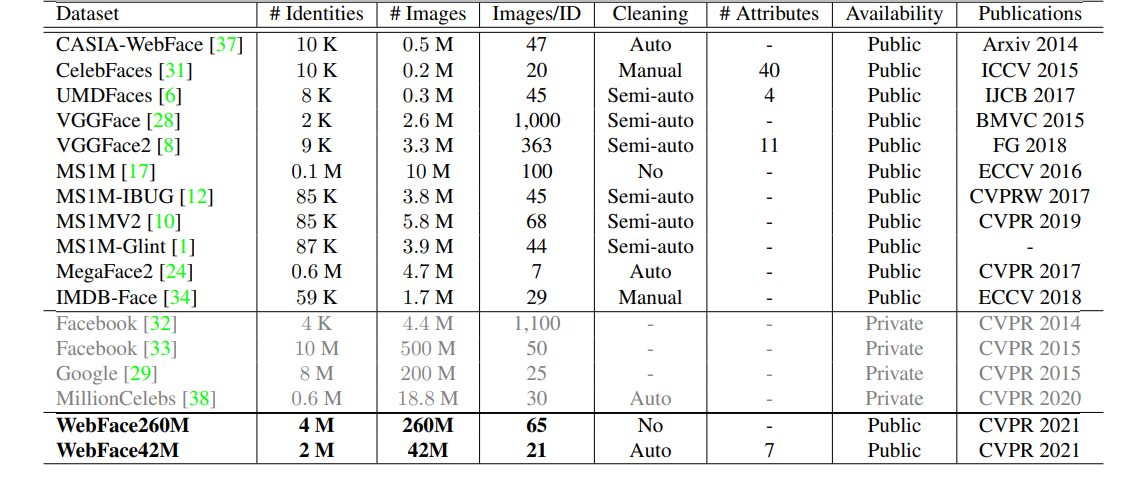 Dataset # Identities # Images Images/ID Cleaning # Attributes Availability Publications
CASIA-WebFace [37] 10 K 0.5 M 47 Auto - Public Arxiv 2014
CelebFaces [31] 10 K 0.2 M 20 Manual 40 Public ICCV 2015
UMDFaces [6] 8 K 0.3 M 45 Semi-auto 4 Public IJCB 2017
VGGFace [28] 2 K 2.6 M 1,000 Semi-auto - Public BMVC 2015
VGGFace2 [8] 9 K 3.3 M 363 Semi-auto 11 Public FG 2018
MS1M [17] 0.1 M 10 M 100 No - Public ECCV 2016
MS1M-IBUG [12] 85 K 3.8 M 45 Semi-auto - Public CVPRW 2017
MS1MV2 [10] 85 K 5.8 M 68 Semi-auto - Public CVPR 2019
MS1M-Glint [1] 87 K 3.9 M 44 Semi-auto - Public -
MegaFace2 [24] 0.6 M 4.7 M 7 Auto - Public CVPR 2017
IMDB-Face [34] 59 K 1.7 M 29 Manual - Public ECCV 2018
Facebook [32] 4 K 4.4 M 1,100 - - Private CVPR 2014
Facebook [33] 10 M 500 M 50 - - Private CVPR 2015
Google [29] 8 M 200 M 25 - - Private CVPR 2015
MillionCelebs [38] 0.6 M 18.8 M 30 Auto - Private CVPR 2020
WebFace260M 4 M 260M 65 No - Public CVPR 2021
WebFace42M 2 M 42M 21 Auto 7 Public CVPR 2021